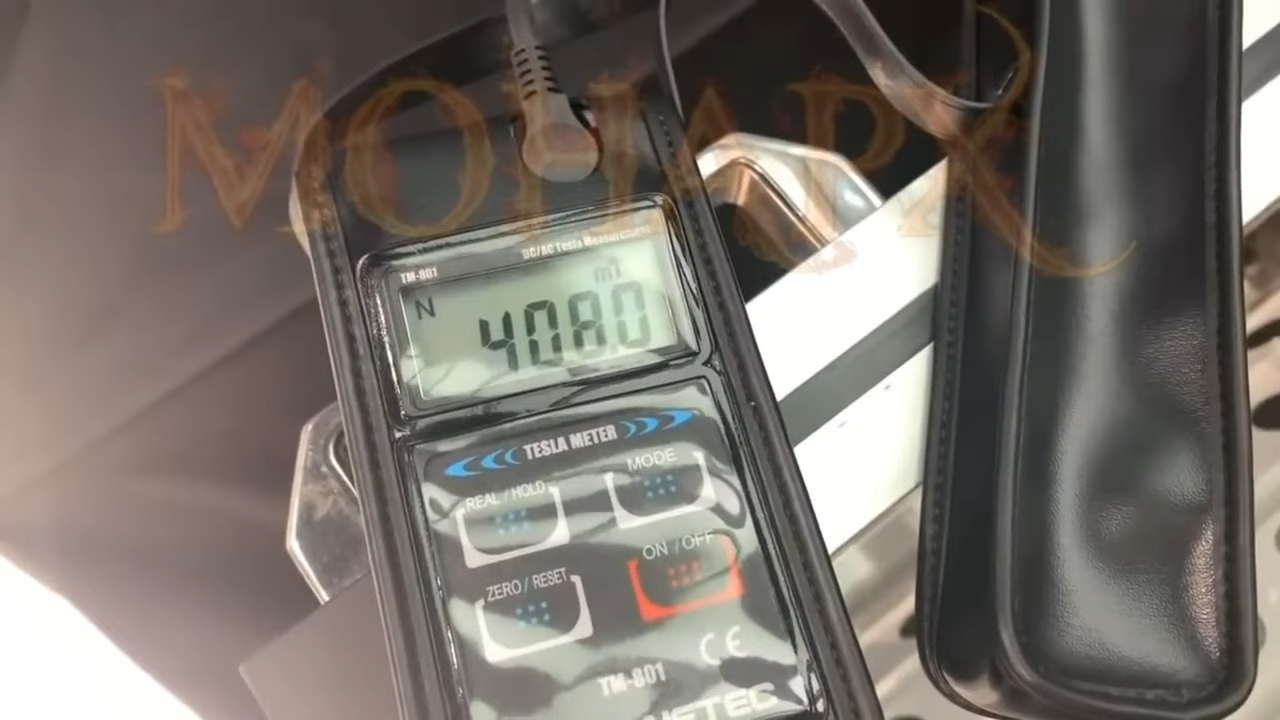 MOHAPX
DC/AC Tesla Measurement
TM-801
mT
N
408.0
TESLA METER
REAL / HOLD
MODE
ZERO / RESET
ON / OFF
CE
TM-801